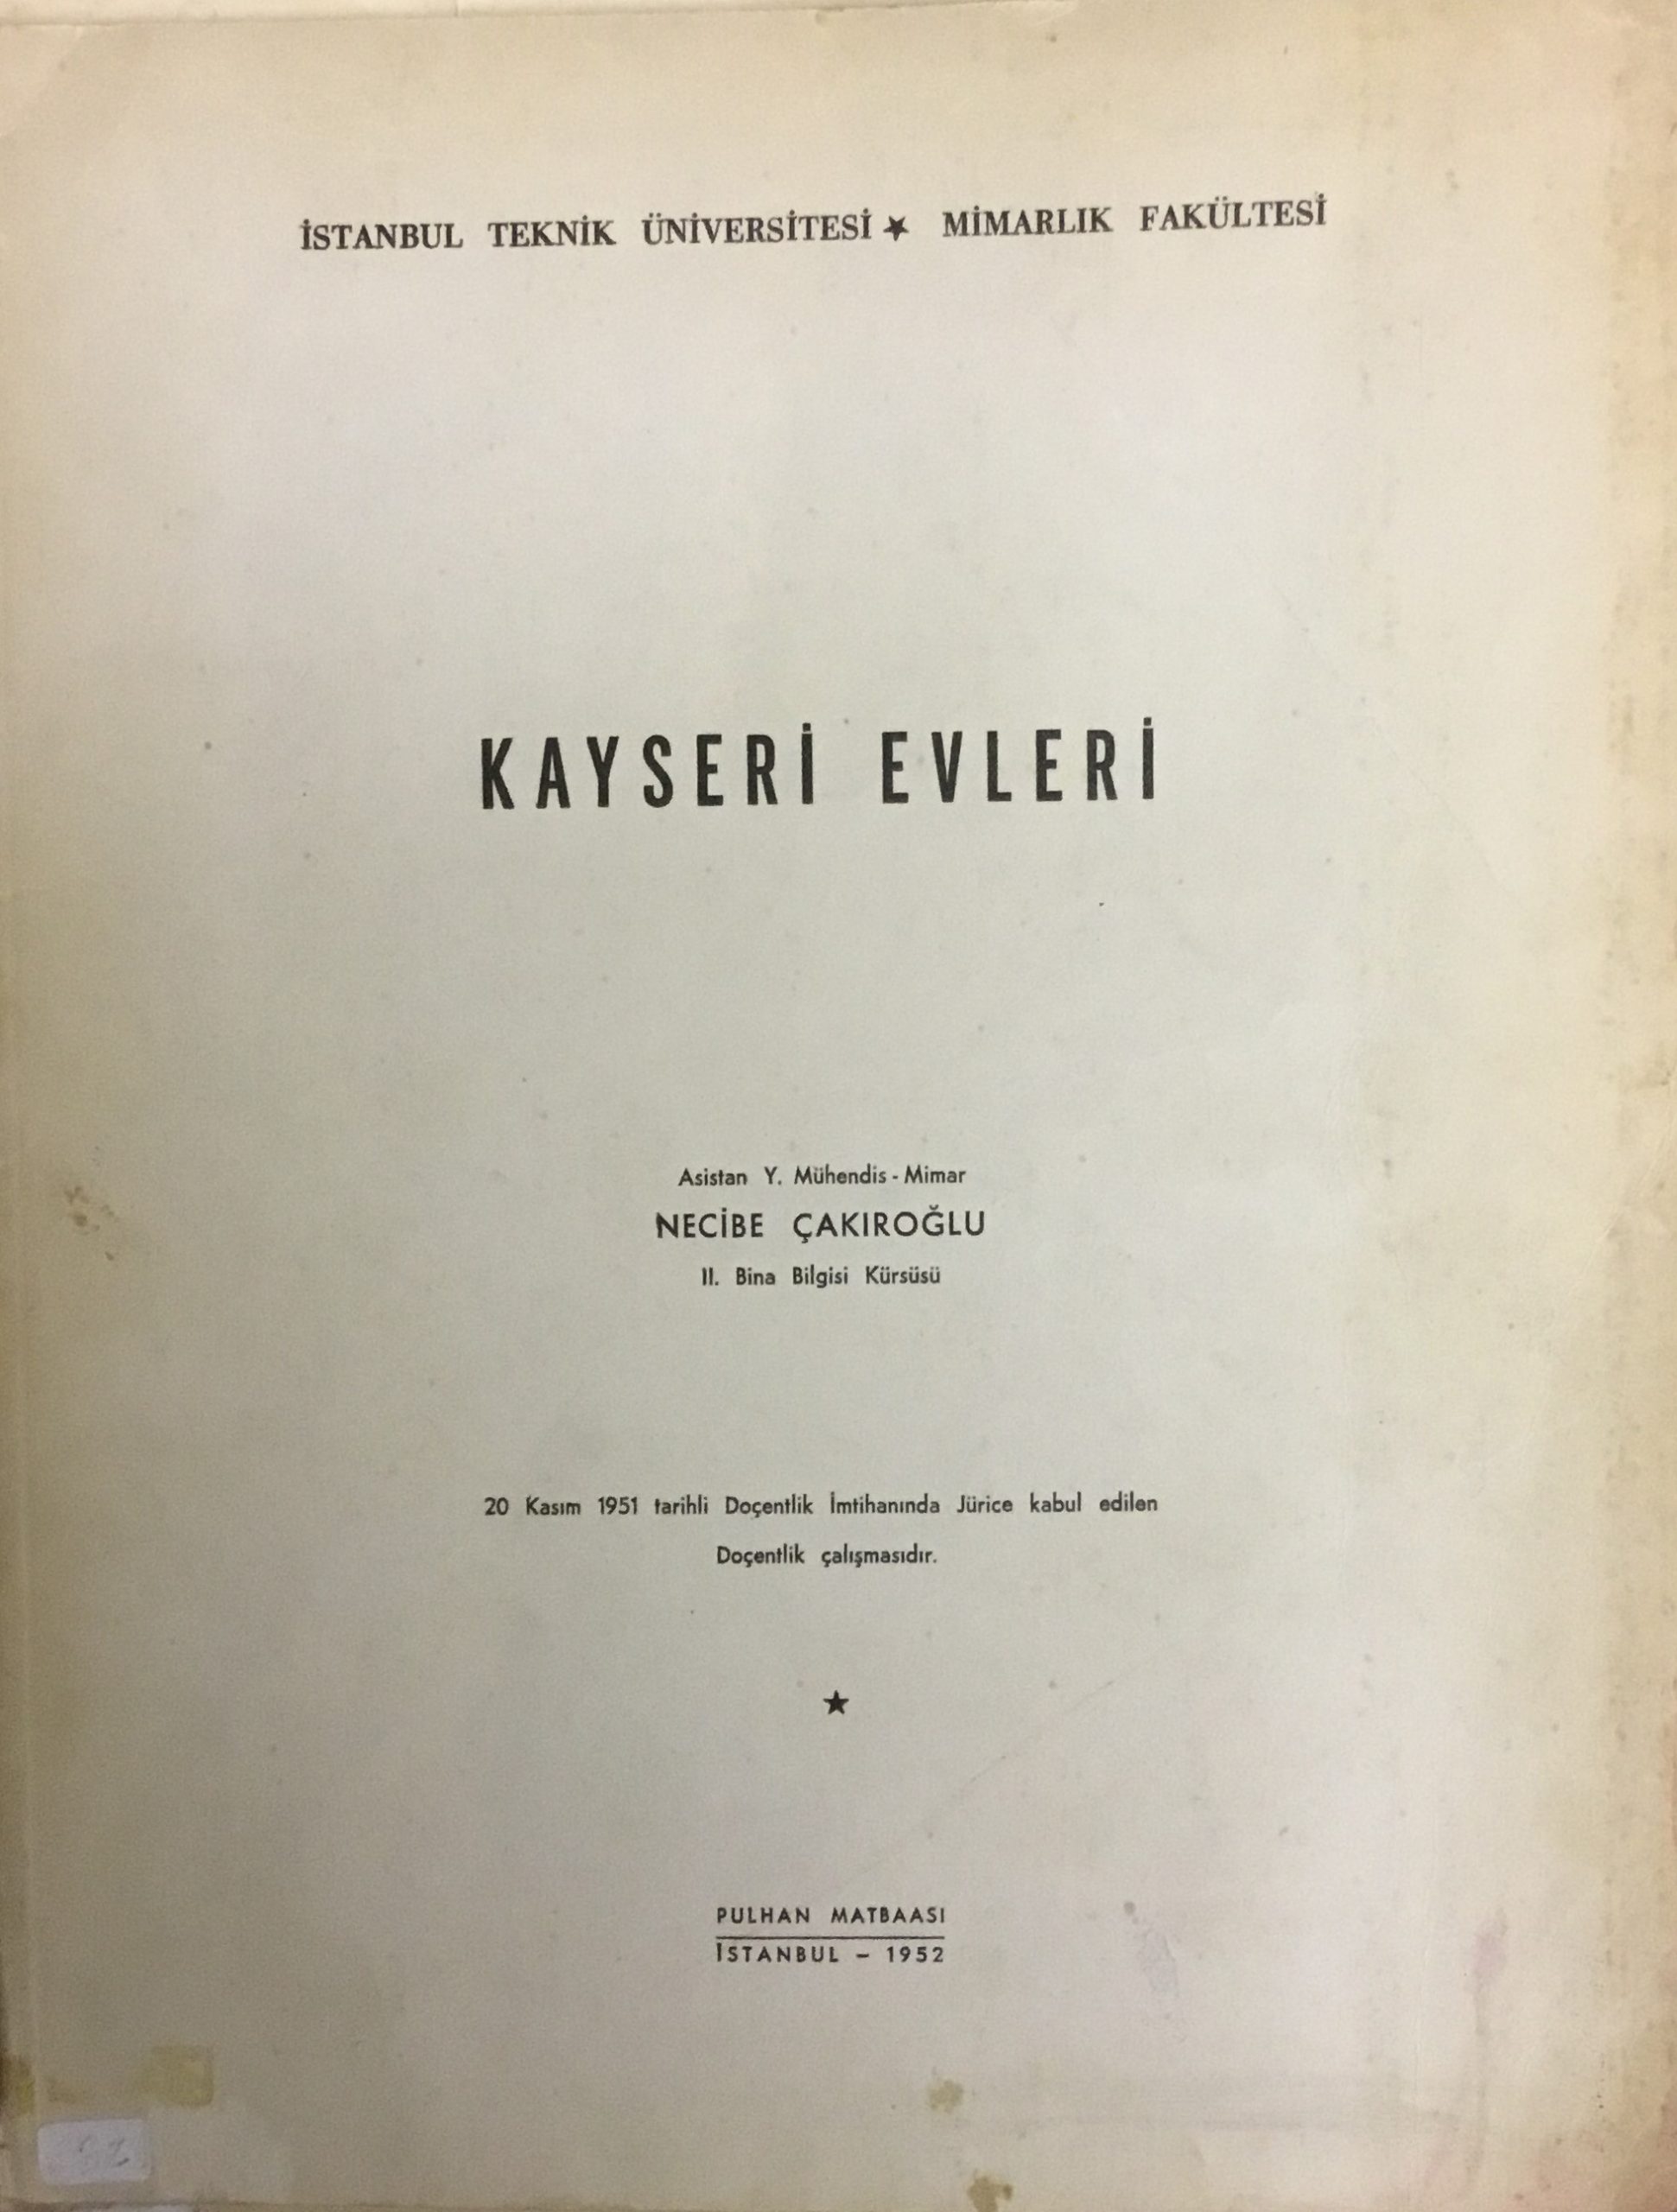 İSTANBUL TEKNİK ÜNİVERSİTESİ ★ MİMARLIK FAKÜLTESİ
KAYSERİ EVLERİ
Asistan Y. Mühendis - Mimar
NECİBE ÇAKIROĞLU
II. Bina Bilgisi Kürsüsü
20 Kasım 1951 tarihli Doçentlik İmtihanında Jürice kabul edilen
Doçentlik çalışmasıdır.
★
PULHAN MATBAASI
İSTANBUL – 1952